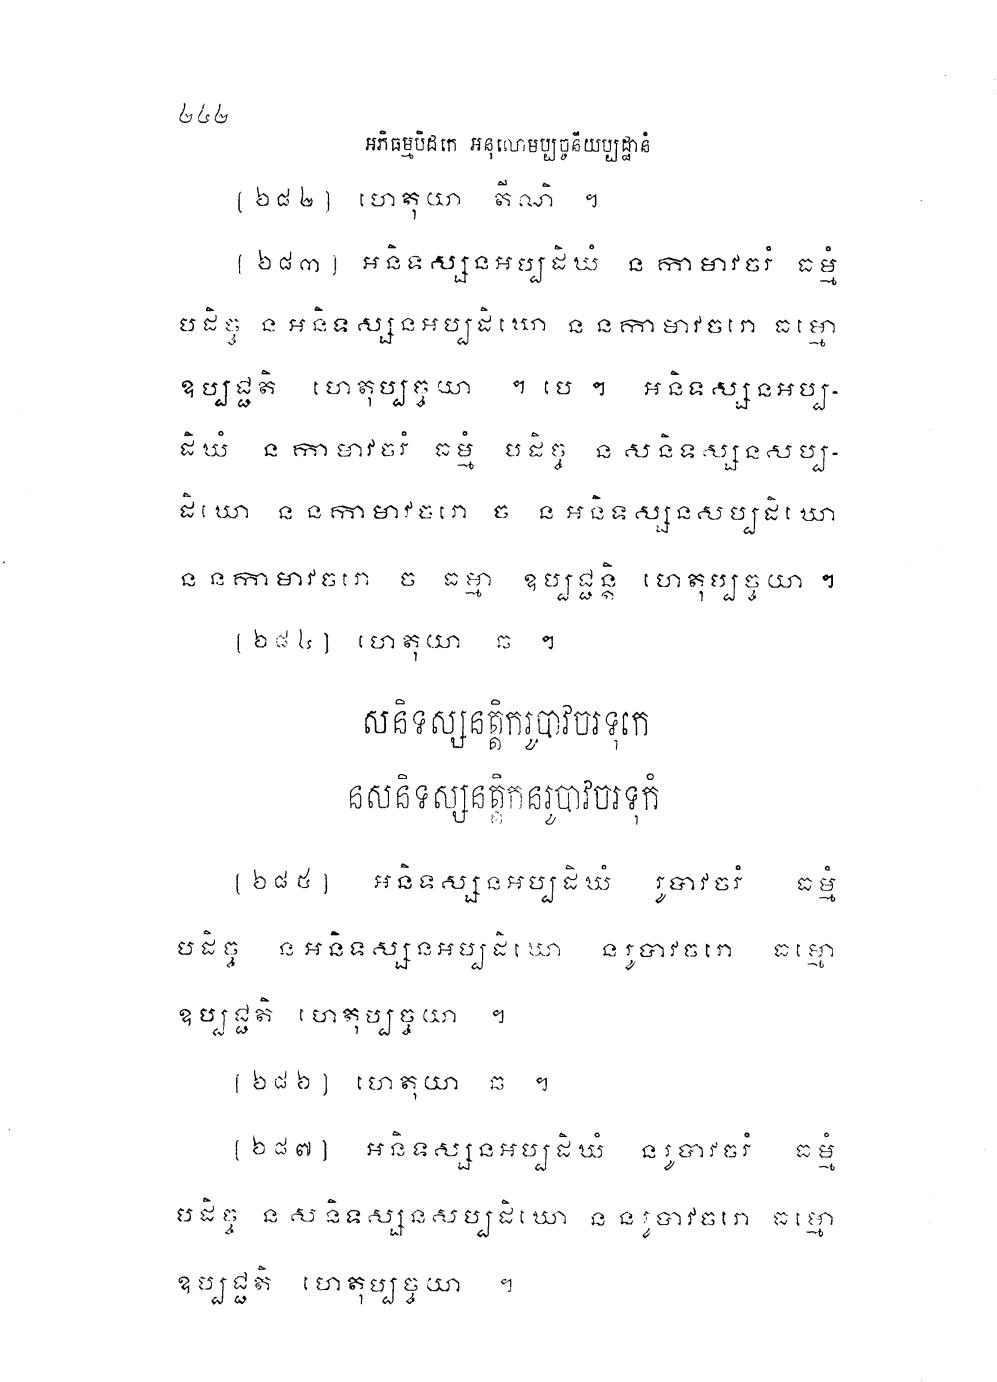 ២៤២
អភិធម្មបិដកេ អនុលោមប្បច្ចនីយប្បដ្ឋានំ
[៦៨២] ហេតុយា តីណិ ។
[៦៨៣] អនិទស្សនអប្បដិឃំ ន កាមាវចរំ ធម្មំ
បដិច្ច ន អនិទស្សនអប្បដិឃោ ន នកាមាវចរោ ធម្មោ
ឧប្បជ្ជតិ ហេតុប្បច្ចយា ។ បេ ។ អនិទស្សនអប្ប-
ដិឃំ ន កាមាវចរំ ធម្មំ បដិច្ច ន សនិទស្សនសប្ប-
ដិឃោ ន នកាមាវចរោ ច ន អនិទស្សនសប្បដិឃោ
ន នកាមាវចរោ ច ធម្មា ឧប្បជ្ជន្តិ ហេតុប្បច្ចយា ។
[៦៨៤] ហេតុយា ឆ ។
សនិទស្សនត្តិករូបាវចរទុកេ
នសនិទស្សនត្តិកនរូបាវចរទុកំ
[៦៨៥] អនិទស្សនអប្បដិឃំ រូបាវចរំ ធម្មំ
បដិច្ច ន អនិទស្សនអប្បដិឃោ នរូបាវចរោ ធម្មោ
ឧប្បជ្ជតិ ហេតុប្បច្ចយា ។
[៦៨៦] ហេតុយា ឆ ។
[៦៨៧] អនិទស្សនអប្បដិឃំ នរូបាវចរំ ធម្មំ
បដិច្ច ន សនិទស្សនសប្បដិឃោ ន នរូបាវចរោ ធម្មោ
ឧប្បជ្ជតិ ហេតុប្បច្ចយា ។